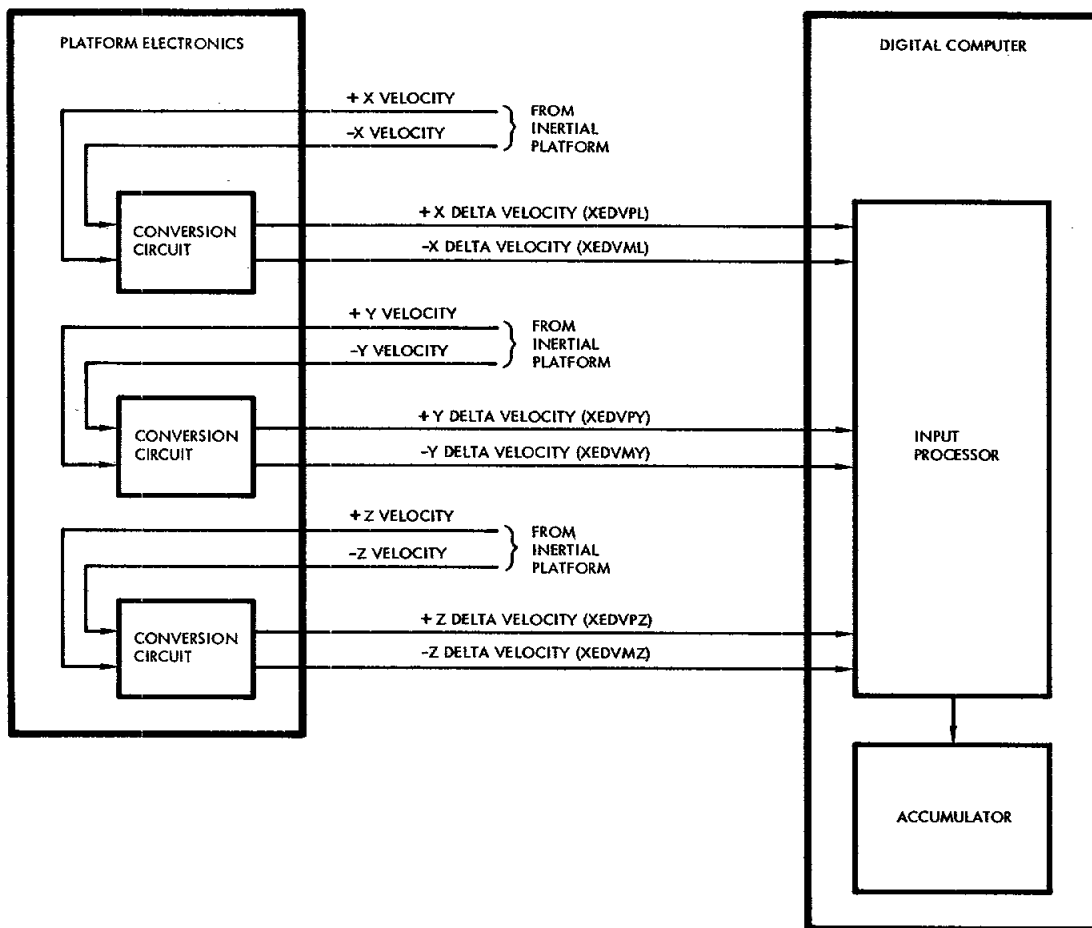 PLATFORM ELECTRONICS
DIGITAL COMPUTER
+ X VELOCITY
-X VELOCITY
FROM
INERTIAL
PLATFORM
CONVERSION
CIRCUIT
+ X DELTA VELOCITY (XEDVPL)
-X DELTA VELOCITY (XEDVML)
+ Y VELOCITY
-Y VELOCITY
FROM
INERTIAL
PLATFORM
CONVERSION
CIRCUIT
+ Y DELTA VELOCITY (XEDVPY)
-Y DELTA VELOCITY (XEDVMY)
INPUT
PROCESSOR
+ Z VELOCITY
-Z VELOCITY
FROM
INERTIAL
PLATFORM
CONVERSION
CIRCUIT
+ Z DELTA VELOCITY (XEDVPZ)
-Z DELTA VELOCITY (XEDVMZ)
ACCUMULATOR